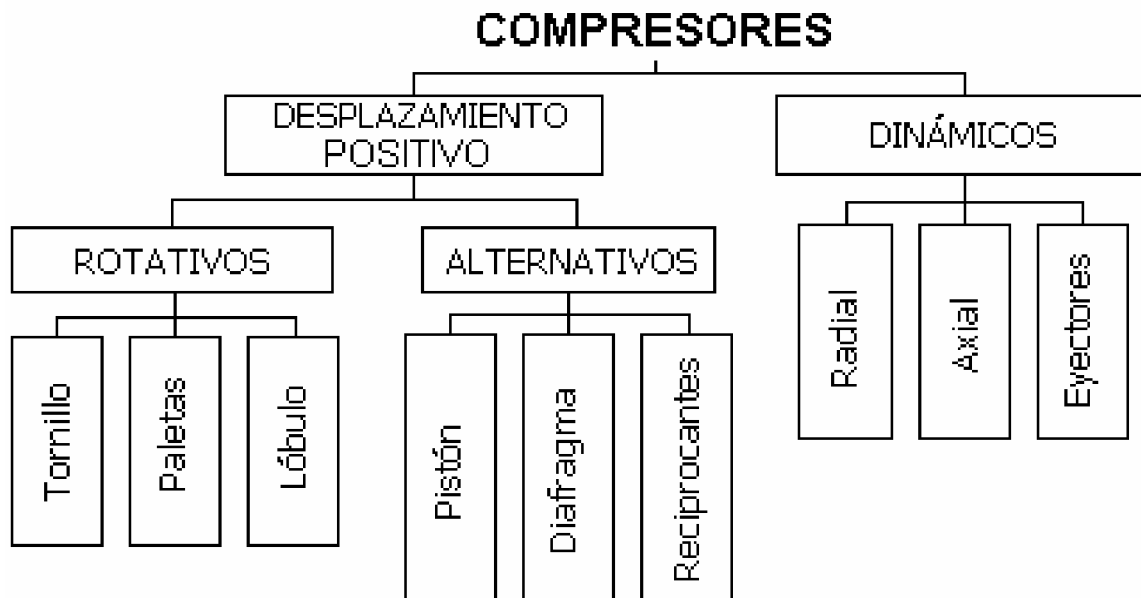 COMPRESORES
DESPLAZAMIENTO
POSITIVO
DINÁMICOS
ROTATIVOS
ALTERNATIVOS
Tornillo
Paletas
Lóbulo
Pistón
Diafragma
Reciprocantes
Radial
Axial
Eyectores